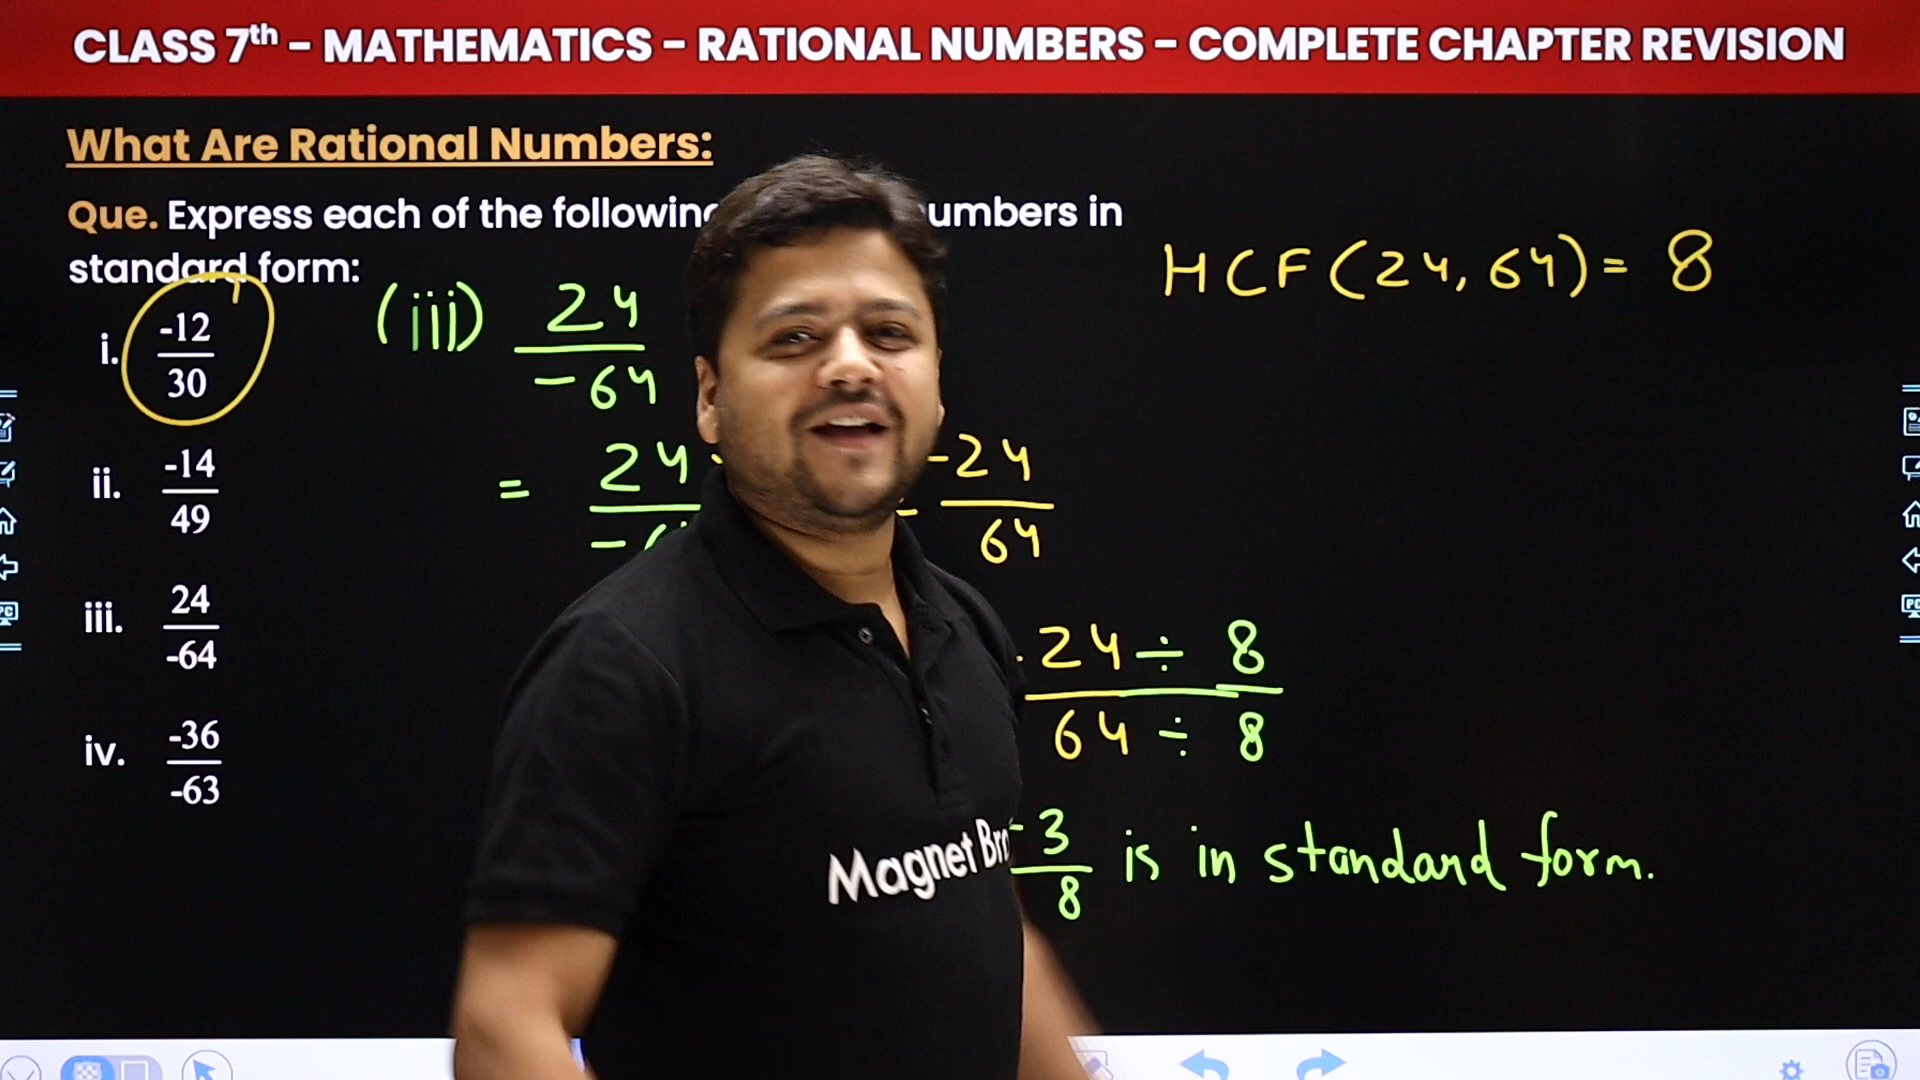 CLASS 7th - MATHEMATICS - RATIONAL NUMBERS - COMPLETE CHAPTER REVISION
What Are Rational Numbers:
Que. Express each of the following umbers in
standard form:
HCF(24, 64) = 8
i. -12/30
ii. -14/49
iii. 24/-64
iv. -36/-63
(iii) 24/-64
= 24
= -24/64
24 ÷ 8
64 ÷ 8
-3/8 is in standard form.
Magnet Bro